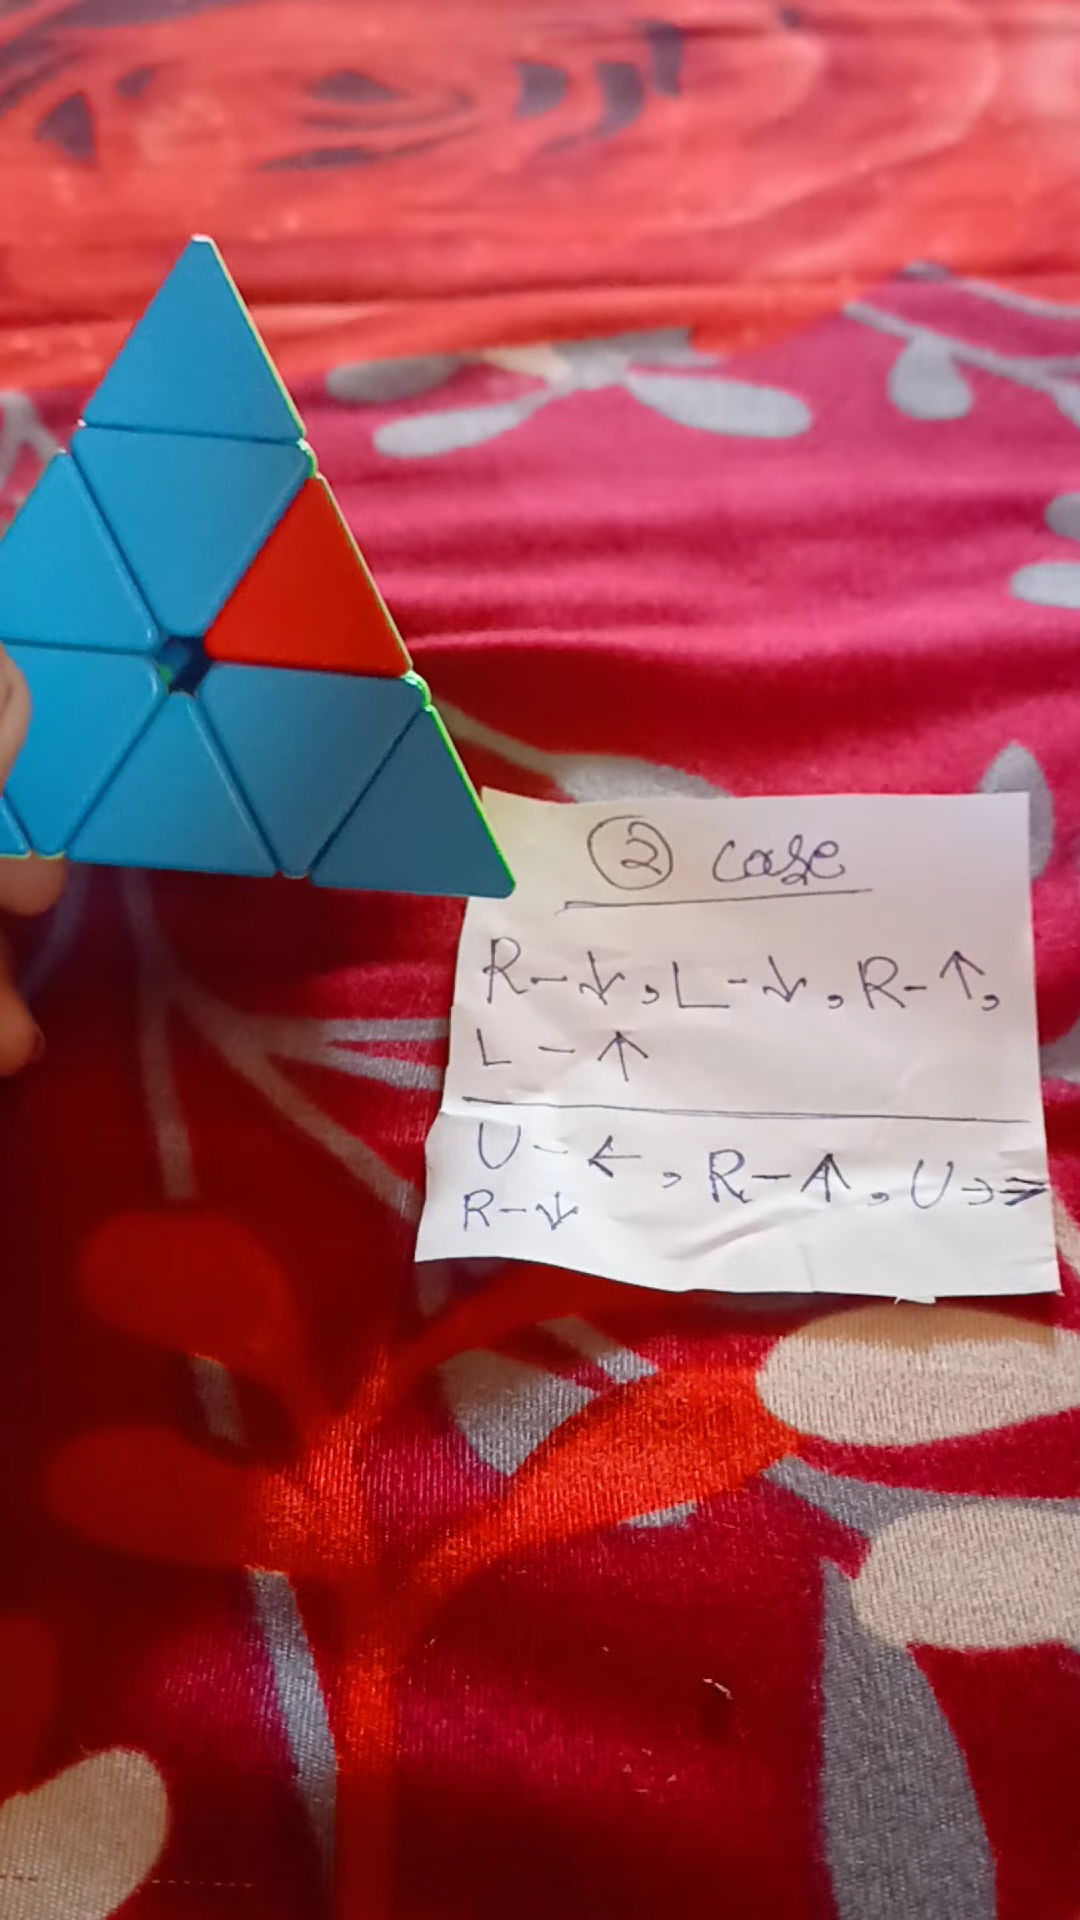 ② case
R-↓, L-↓, R-↑,
L-↑
U-←, R-↑, U→
R-↓